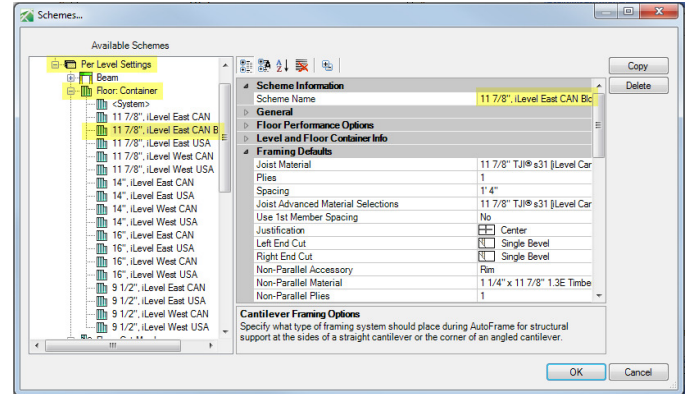 Schemes...
Available Schemes
Per Level Settings
Beam
Floor: Container
<System>
11 7/8", iLevel East CAN
11 7/8", iLevel East CAN B
11 7/8", iLevel East USA
11 7/8", iLevel West CAN
11 7/8", iLevel West USA
14", iLevel East CAN
14", iLevel East USA
14", iLevel West CAN
14", iLevel West USA
16", iLevel East CAN
16", iLevel East USA
16", iLevel West CAN
16", iLevel West USA
9 1/2", iLevel East CAN
9 1/2", iLevel East USA
9 1/2", iLevel West CAN
9 1/2", iLevel West USA
Scheme Information
Scheme Name 11 7/8", iLevel East CAN Blc
General
Floor Performance Options
Level and Floor Container Info
Framing Defaults
Joist Material 11 7/8" TJI® s31 [iLevel Car
Plies 1
Spacing 1' 4"
Joist Advanced Material Selections 11 7/8" TJI® s31 [iLevel Car
Use 1st Member Spacing No
Justification Center
Left End Cut Single Bevel
Right End Cut Single Bevel
Non-Parallel Accessory Rim
Non-Parallel Material 1 1/4" x 11 7/8" 1.3E Timbe
Non-Parallel Plies 1
Cantilever Framing Options
Specify what type of framing system should place during AutoFrame for structural
support at the sides of a straight cantilever or the corner of an angled cantilever.
Copy
Delete
OK Cancel